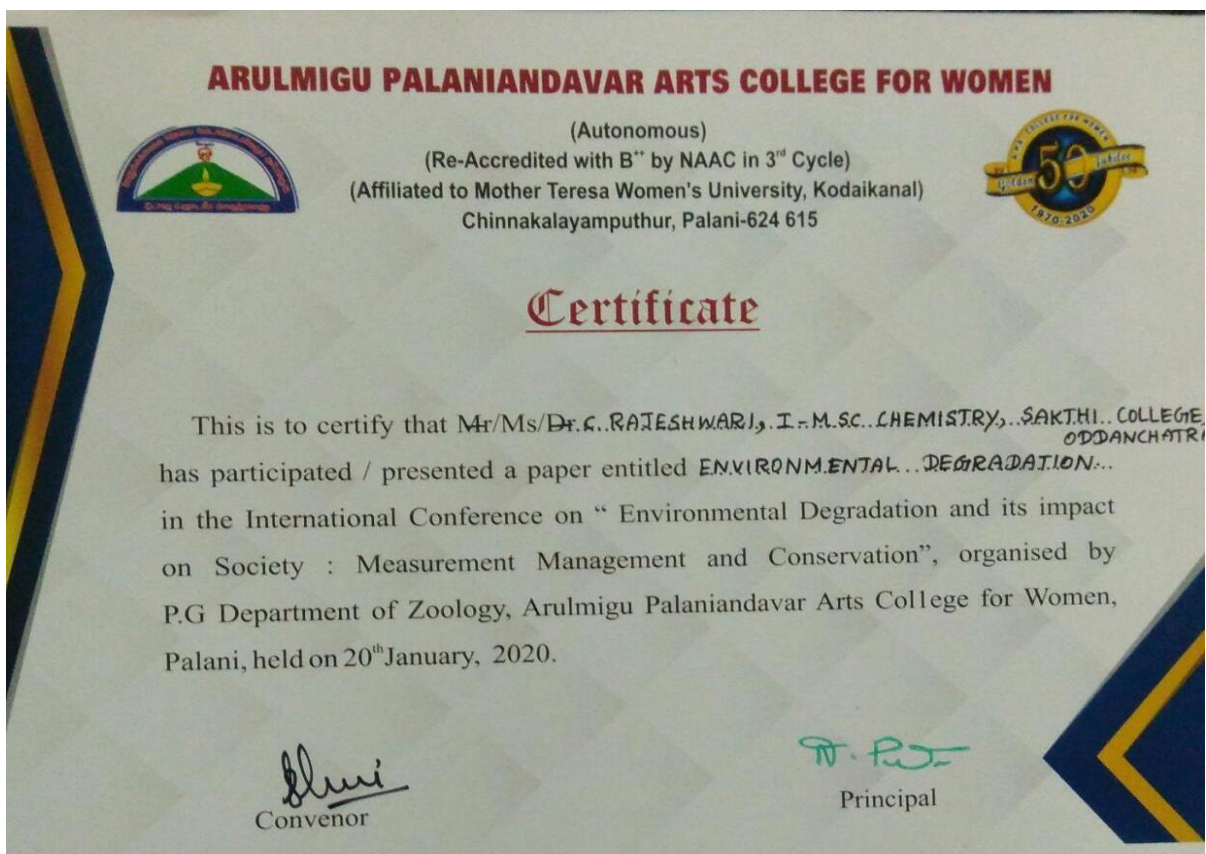 ARULMIGU PALANIANDAVAR ARTS COLLEGE FOR WOMEN
(Autonomous)
(Re-Accredited with B++ by NAAC in 3rd Cycle)
(Affiliated to Mother Teresa Women's University, Kodaikanal)
Chinnakalayamputhur, Palani-624 615
COLLEGE FOR WOMEN
Golden 50 Jubilee
1970-2020
Certificate
This is to certify that Mr/Ms/Dr. C. RAJESHWARI, I-M.SC. CHEMISTRY, SAKTHI COLLEGE,
ODDANCHATRA
has participated / presented a paper entitled ENVIRONMENTAL DEGRADATION
in the International Conference on “ Environmental Degradation and its impact
on Society : Measurement Management and Conservation”, organised by
P.G Department of Zoology, Arulmigu Palaniandavar Arts College for Women,
Palani, held on 20th January, 2020.
Convenor
Principal